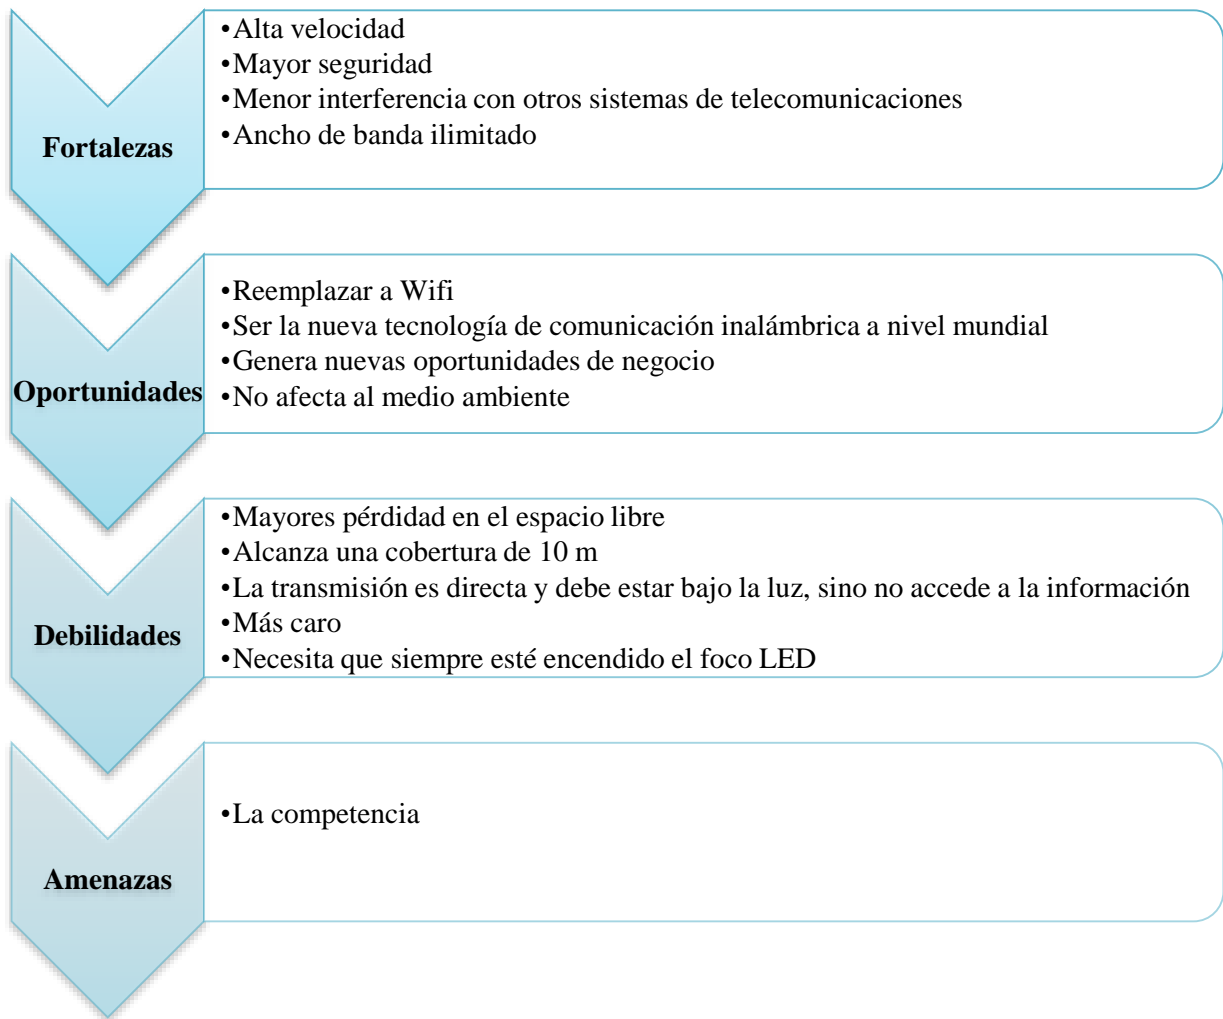 Fortalezas
•Alta velocidad
•Mayor seguridad
•Menor interferencia con otros sistemas de telecomunicaciones
•Ancho de banda ilimitado
Oportunidades
•Reemplazar a Wifi
•Ser la nueva tecnología de comunicación inalámbrica a nivel mundial
•Genera nuevas oportunidades de negocio
•No afecta al medio ambiente
Debilidades
•Mayores pérdidad en el espacio libre
•Alcanza una cobertura de 10 m
•La transmisión es directa y debe estar bajo la luz, sino no accede a la información
•Más caro
•Necesita que siempre esté encendido el foco LED
Amenazas
•La competencia